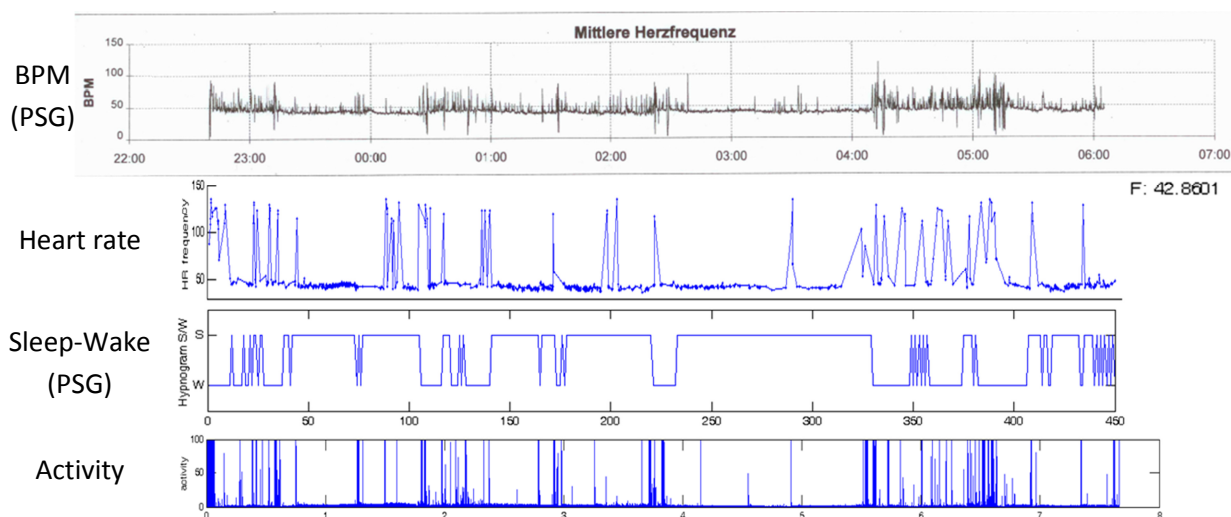 Mittlere Herzfrequenz
BPM
(PSG)
BPM
150
100
50
0
22:00 23:00 00:00 01:00 02:00 03:00 04:00 05:00 06:00 07:00
F: 42.8601
Heart rate
HR frequency
150
100
50
Sleep-Wake
(PSG)
Hypnogram S/W
S
W
0 50 100 150 200 250 300 350 400 450
Activity
activity
100
50
0
0 1 2 3 4 5 6 7 8